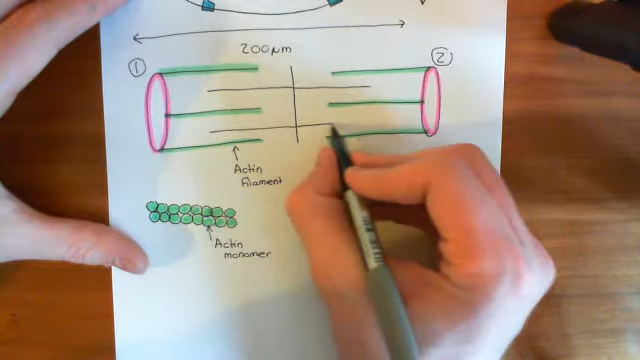 200μm
1
2
Actin
filament
Actin
monomer